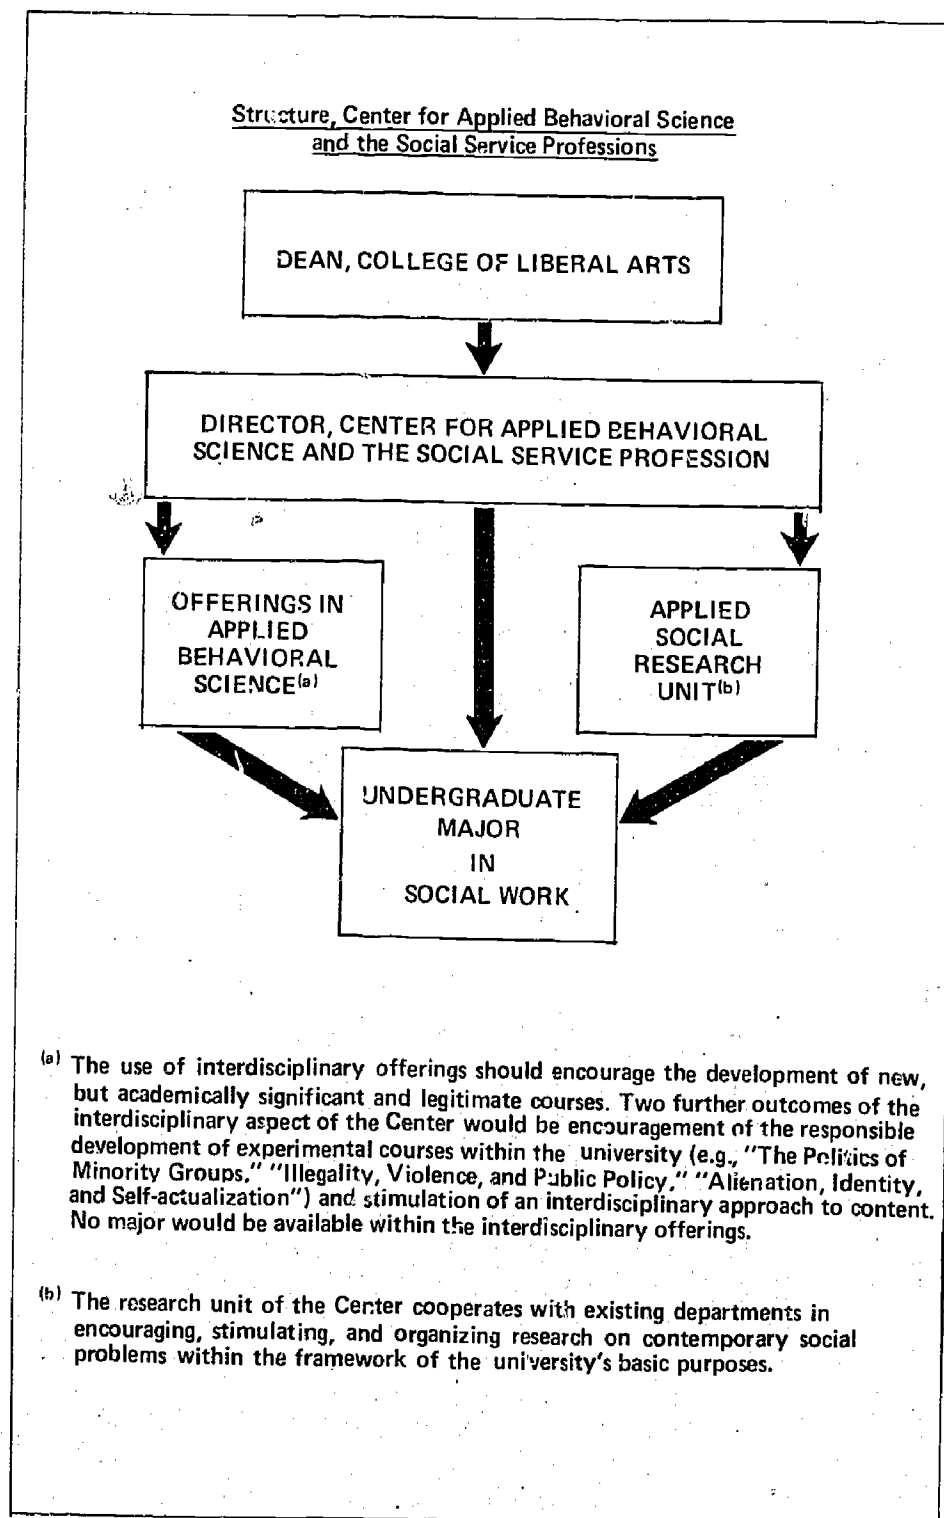 Structure, Center for Applied Behavioral Science
and the Social Service Professions
DEAN, COLLEGE OF LIBERAL ARTS
DIRECTOR, CENTER FOR APPLIED BEHAVIORAL
SCIENCE AND THE SOCIAL SERVICE PROFESSION
OFFERINGS IN
APPLIED
BEHAVIORAL
SCIENCE(a)
APPLIED
SOCIAL
RESEARCH
UNIT(b)
UNDERGRADUATE
MAJOR
IN
SOCIAL WORK
(a) The use of interdisciplinary offerings should encourage the development of new,
but academically significant and legitimate courses. Two further outcomes of the
interdisciplinary aspect of the Center would be encouragement of the responsible
development of experimental courses within the university (e.g., "The Politics of
Minority Groups," "Illegality, Violence, and Public Policy," "Alienation, Identity,
and Self-actualization") and stimulation of an interdisciplinary approach to content.
No major would be available within the interdisciplinary offerings.
(b) The research unit of the Center cooperates with existing departments in
encouraging, stimulating, and organizing research on contemporary social
problems within the framework of the university's basic purposes.